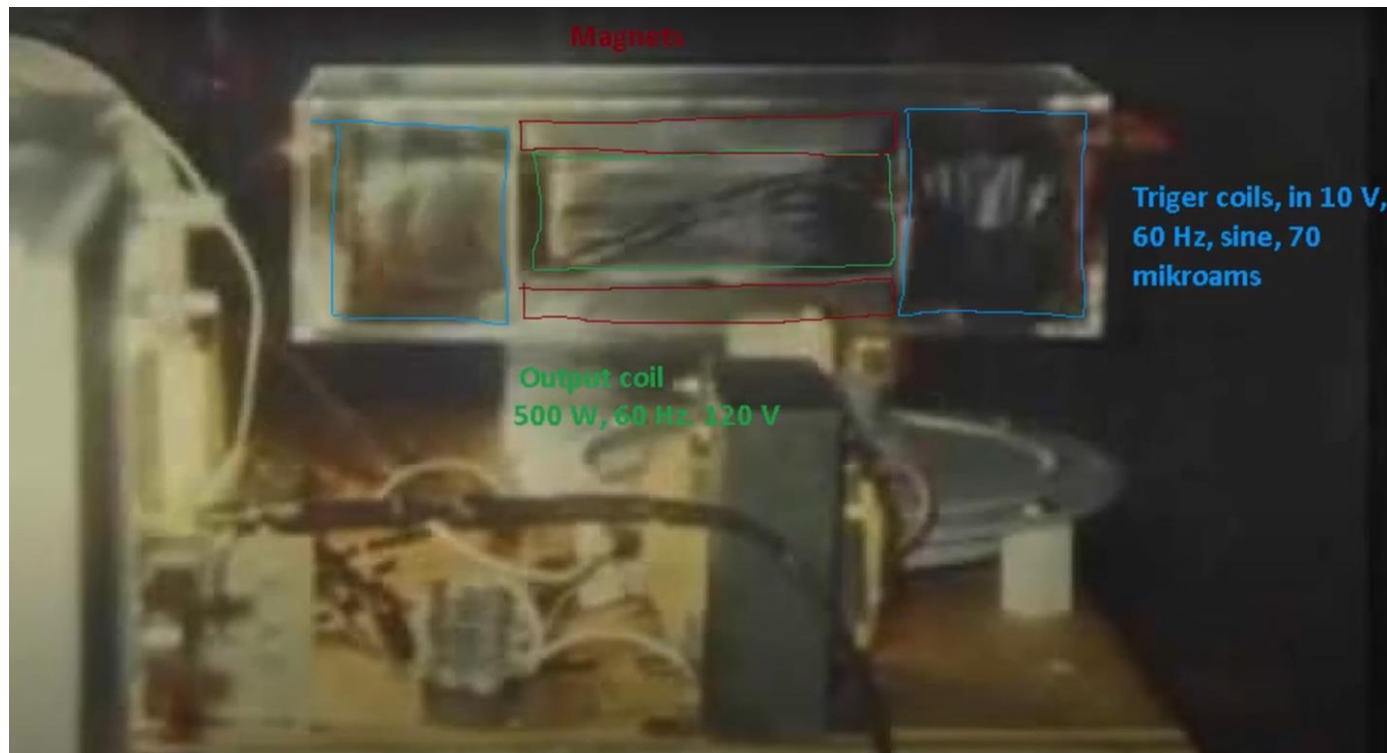 Magnets
Triger coils, in 10 V,
60 Hz, sine, 70
mikroams
Output coil
500 W, 60 Hz. 120 V